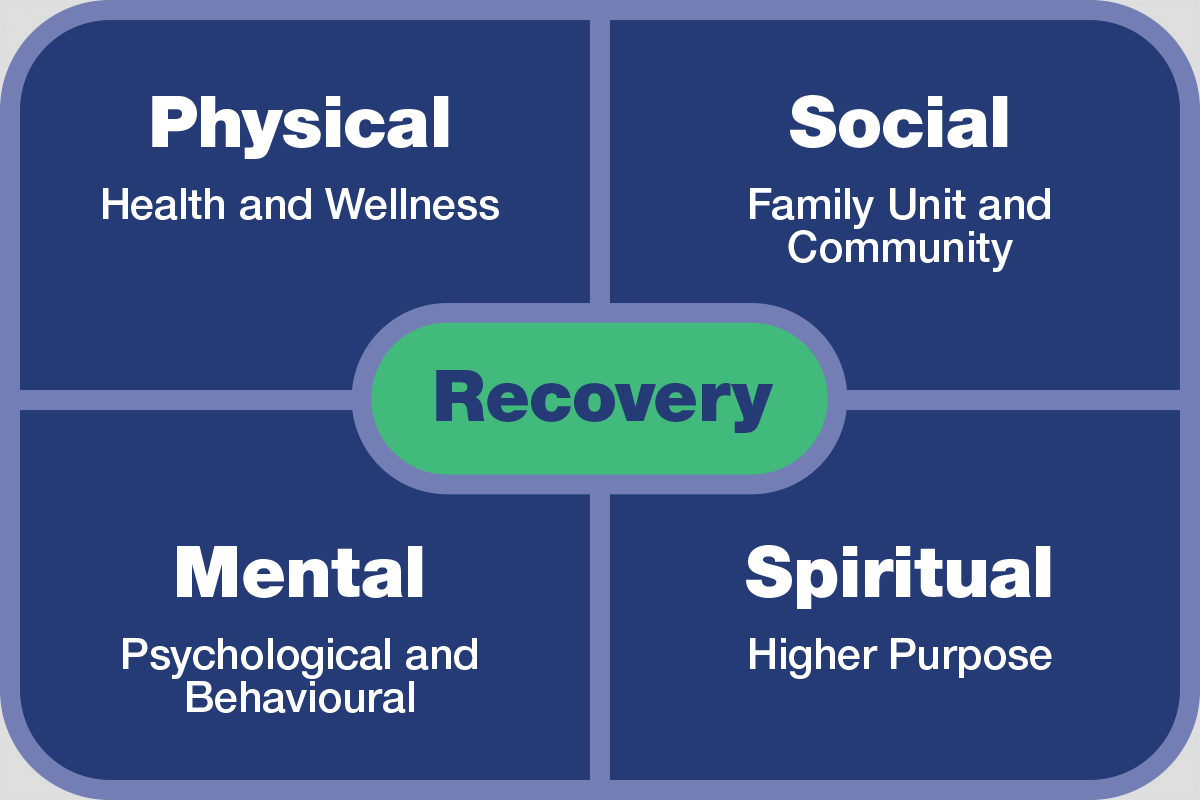 Physical
Health and Wellness
Social
Family Unit and
Community
Recovery
Mental
Psychological and
Behavioural
Spiritual
Higher Purpose